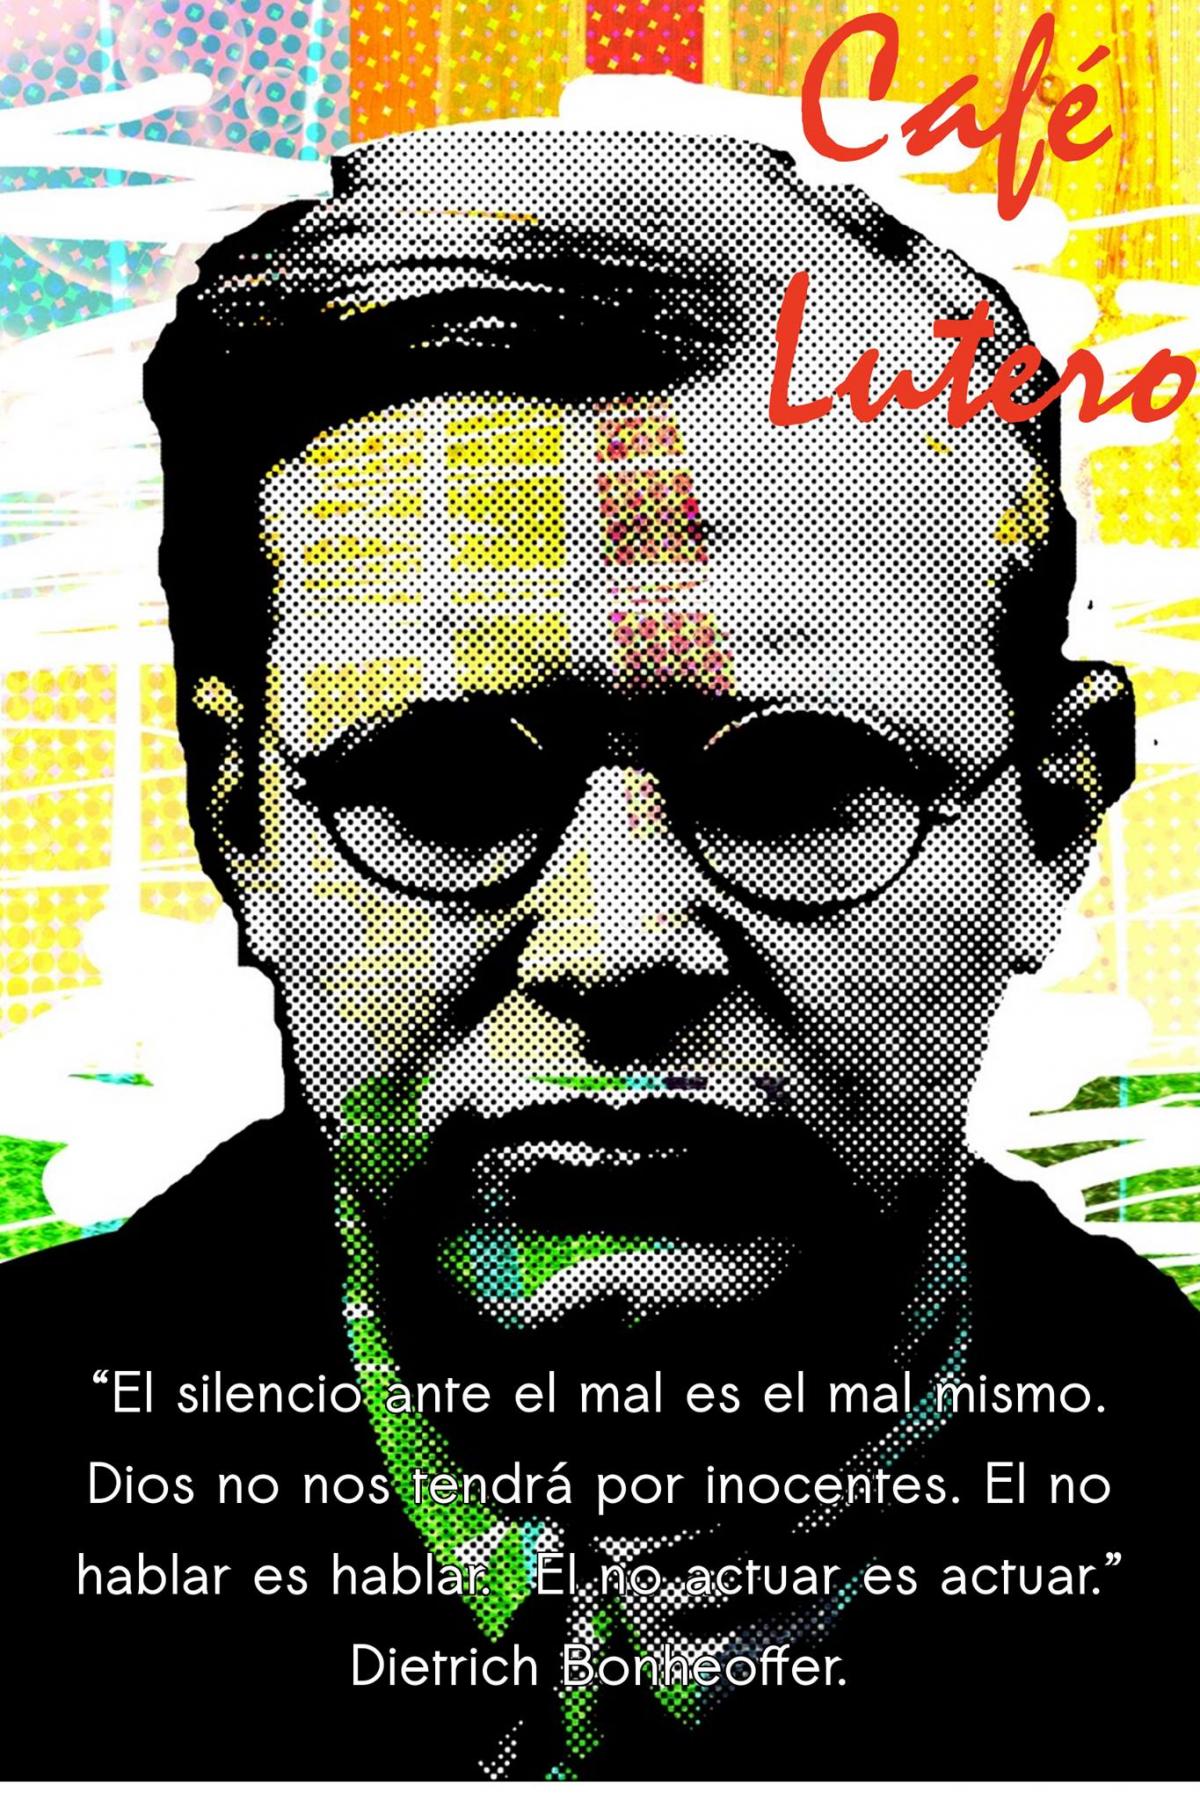 Café
Lutero
“El silencio ante el mal es el mal mismo.
Dios no nos tendrá por inocentes. El no
hablar es hablar. El no actuar es actuar.”
Dietrich Bonheoffer.